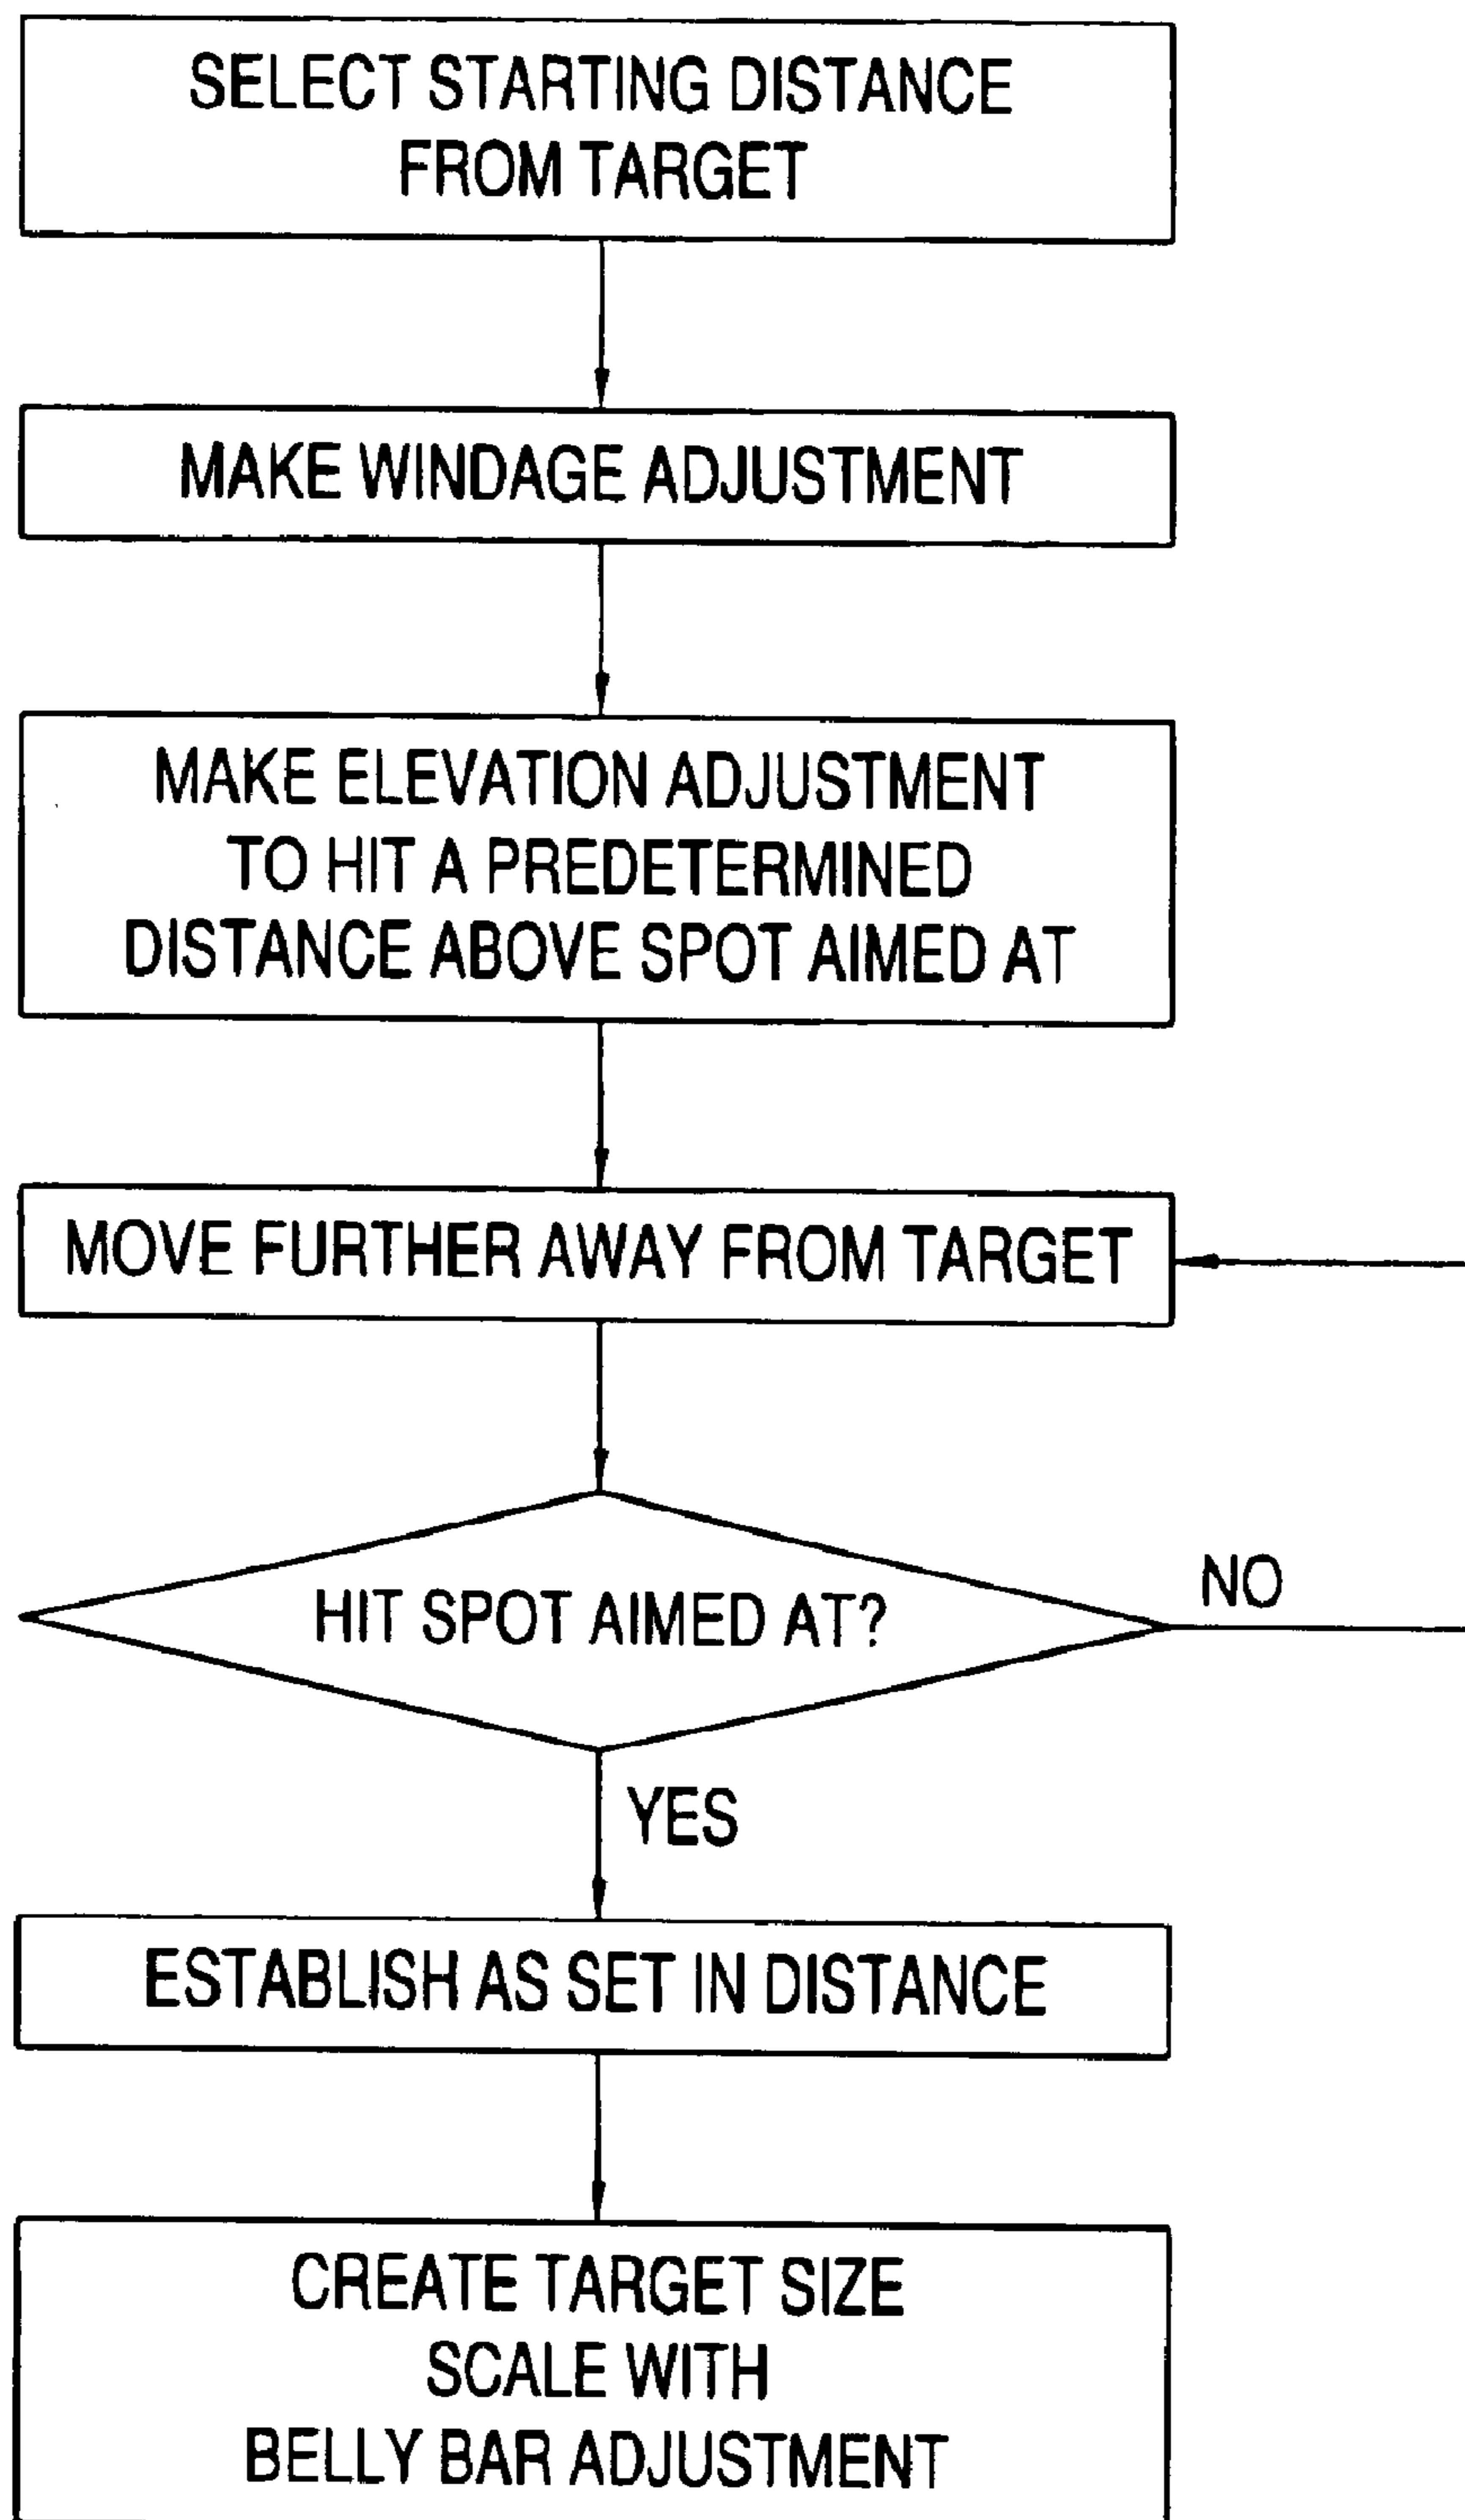 SELECT STARTING DISTANCE
FROM TARGET
MAKE WINDAGE ADJUSTMENT
MAKE ELEVATION ADJUSTMENT
TO HIT A PREDETERMINED
DISTANCE ABOVE SPOT AIMED AT
MOVE FURTHER AWAY FROM TARGET
HIT SPOT AIMED AT?
NO
YES
ESTABLISH AS SET IN DISTANCE
CREATE TARGET SIZE
SCALE WITH
BELLY BAR ADJUSTMENT